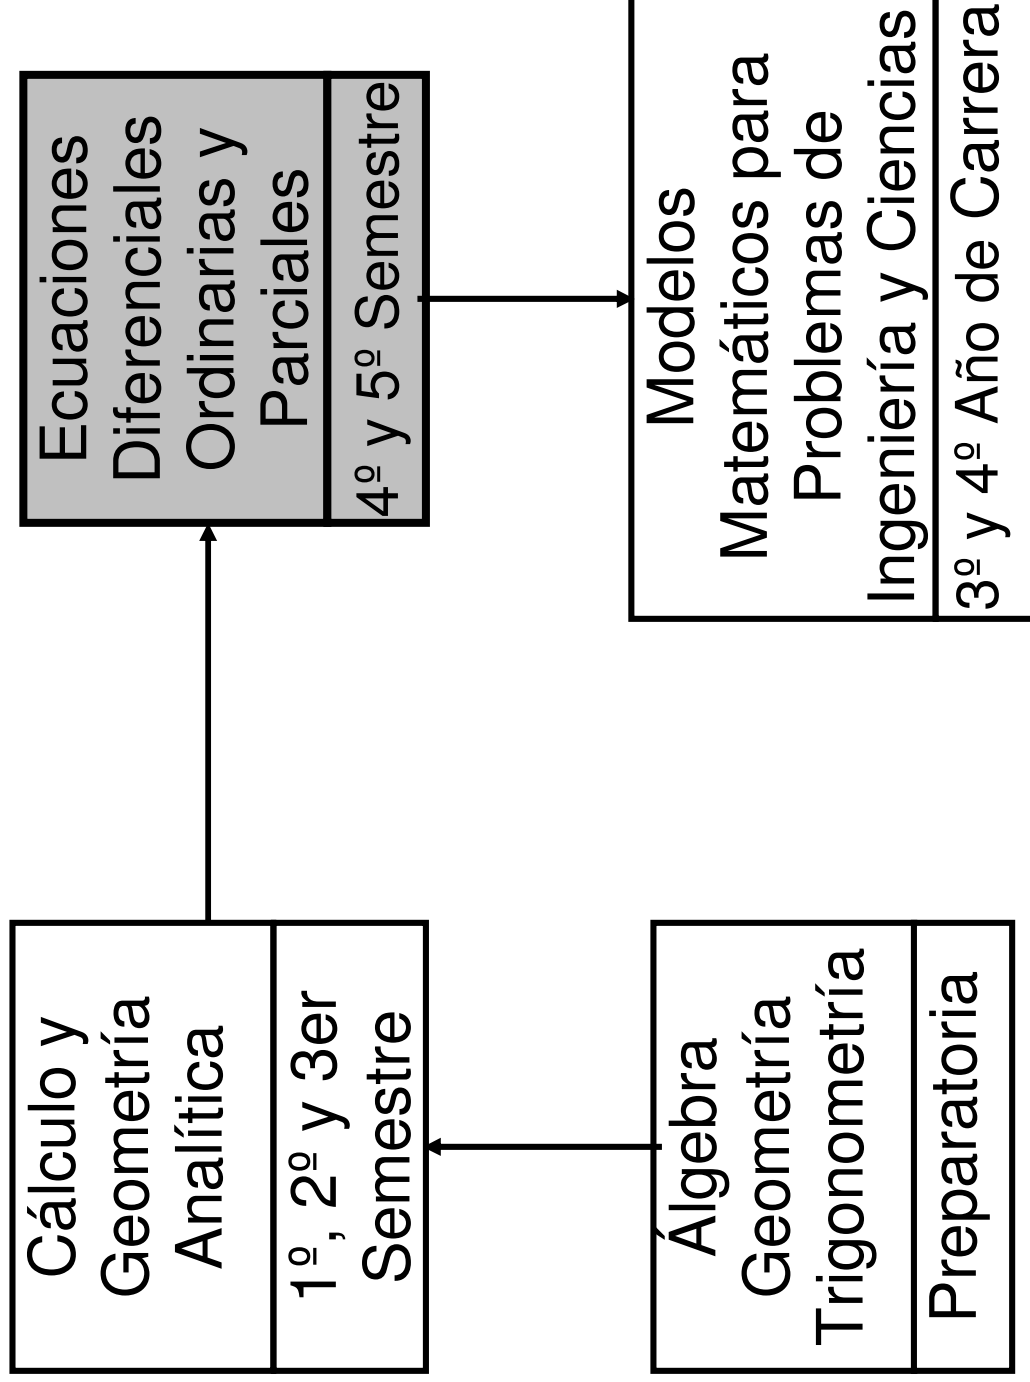 Cálculo y
Geometría
Analítica
1º, 2º y 3er
Semestre
Ecuaciones
Diferenciales
Ordinarias y
Parciales
4º y 5º Semestre
Álgebra
Geometría
Trigonometría
Preparatoria
Modelos
Matemáticos para
Problemas de
Ingeniería y Ciencias
3º y 4º Año de Carrera